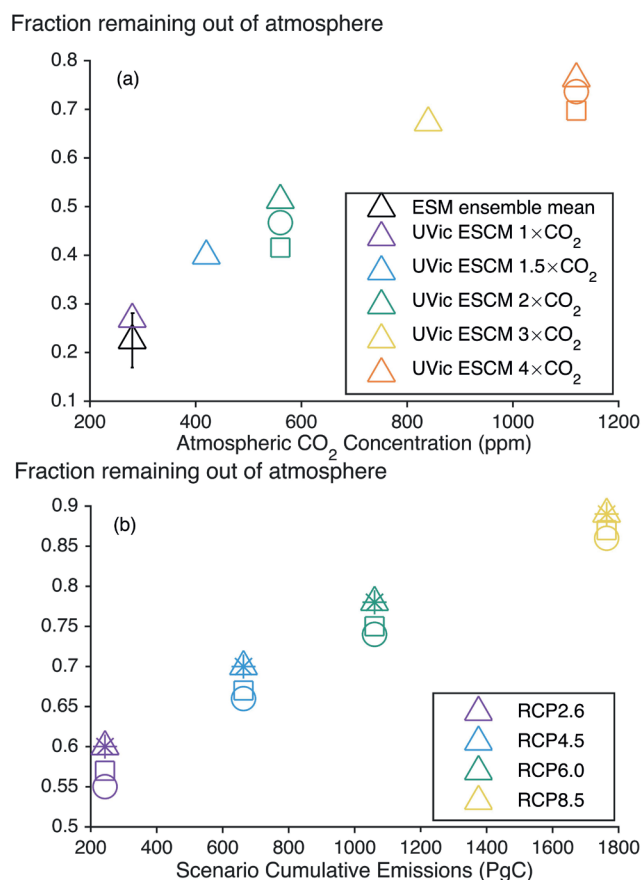 Fraction remaining out of atmosphere
0.8
(a)
0.7
0.6
0.5
0.4
0.3
0.2
0.1
ESM ensemble mean
UVic ESCM 1×CO₂
UVic ESCM 1.5×CO₂
UVic ESCM 2×CO₂
UVic ESCM 3×CO₂
UVic ESCM 4×CO₂
200 400 600 800 1000 1200
Atmospheric CO₂ Concentration (ppm)
Fraction remaining out of atmosphere
0.9
(b)
0.85
0.8
0.75
0.7
0.65
0.6
0.55
0.5
RCP2.6
RCP4.5
RCP6.0
RCP8.5
200 400 600 800 1000 1200 1400 1600 1800
Scenario Cumulative Emissions (PgC)